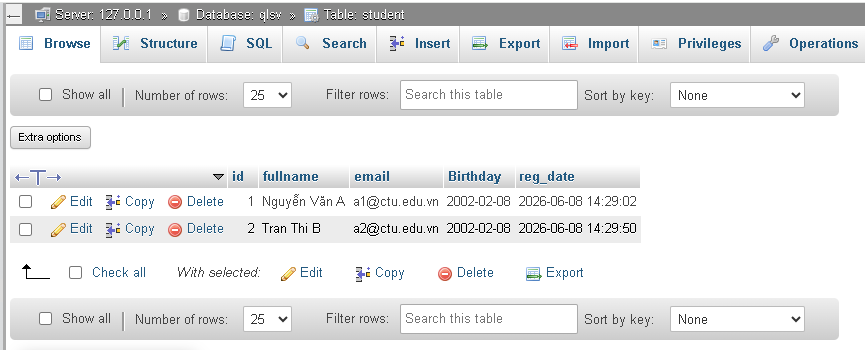 Server: 127.0.0.1 » Database: qlsv » Table: student
Browse Structure SQL Search Insert Export Import Privileges Operations
Show all | Number of rows: 25 Filter rows: Search this table Sort by key: None
Extra options
←T→ id fullname email Birthday reg_date
Edit Copy Delete 1 Nguyễn Văn A a1@ctu.edu.vn 2002-02-08 2026-06-08 14:29:02
Edit Copy Delete 2 Tran Thi B a2@ctu.edu.vn 2002-02-08 2026-06-08 14:29:50
Check all With selected: Edit Copy Delete Export
Show all | Number of rows: 25 Filter rows: Search this table Sort by key: None